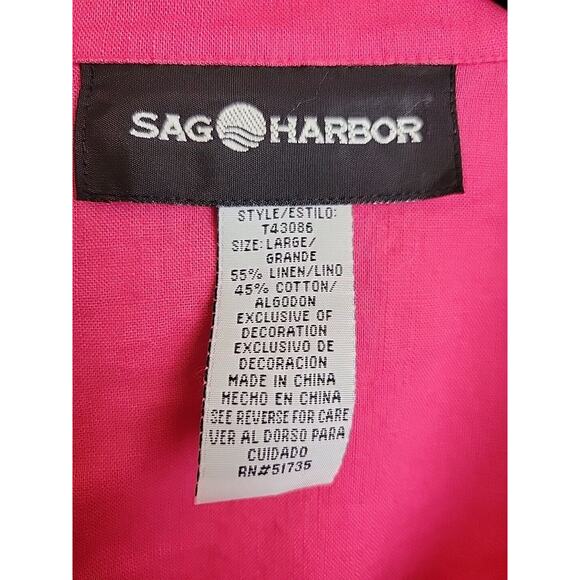 SAG HARBOR
STYLE/ESTILO:
T43086
SIZE: LARGE/
GRANDE
55% LINEN/LINO
45% COTTON/
ALGODON
EXCLUSIVE OF
DECORATION
EXCLUSIVO DE
DECORACION
MADE IN CHINA
HECHO EN CHINA
SEE REVERSE FOR CARE
VER AL DORSO PARA
CUIDADO
RN#51735